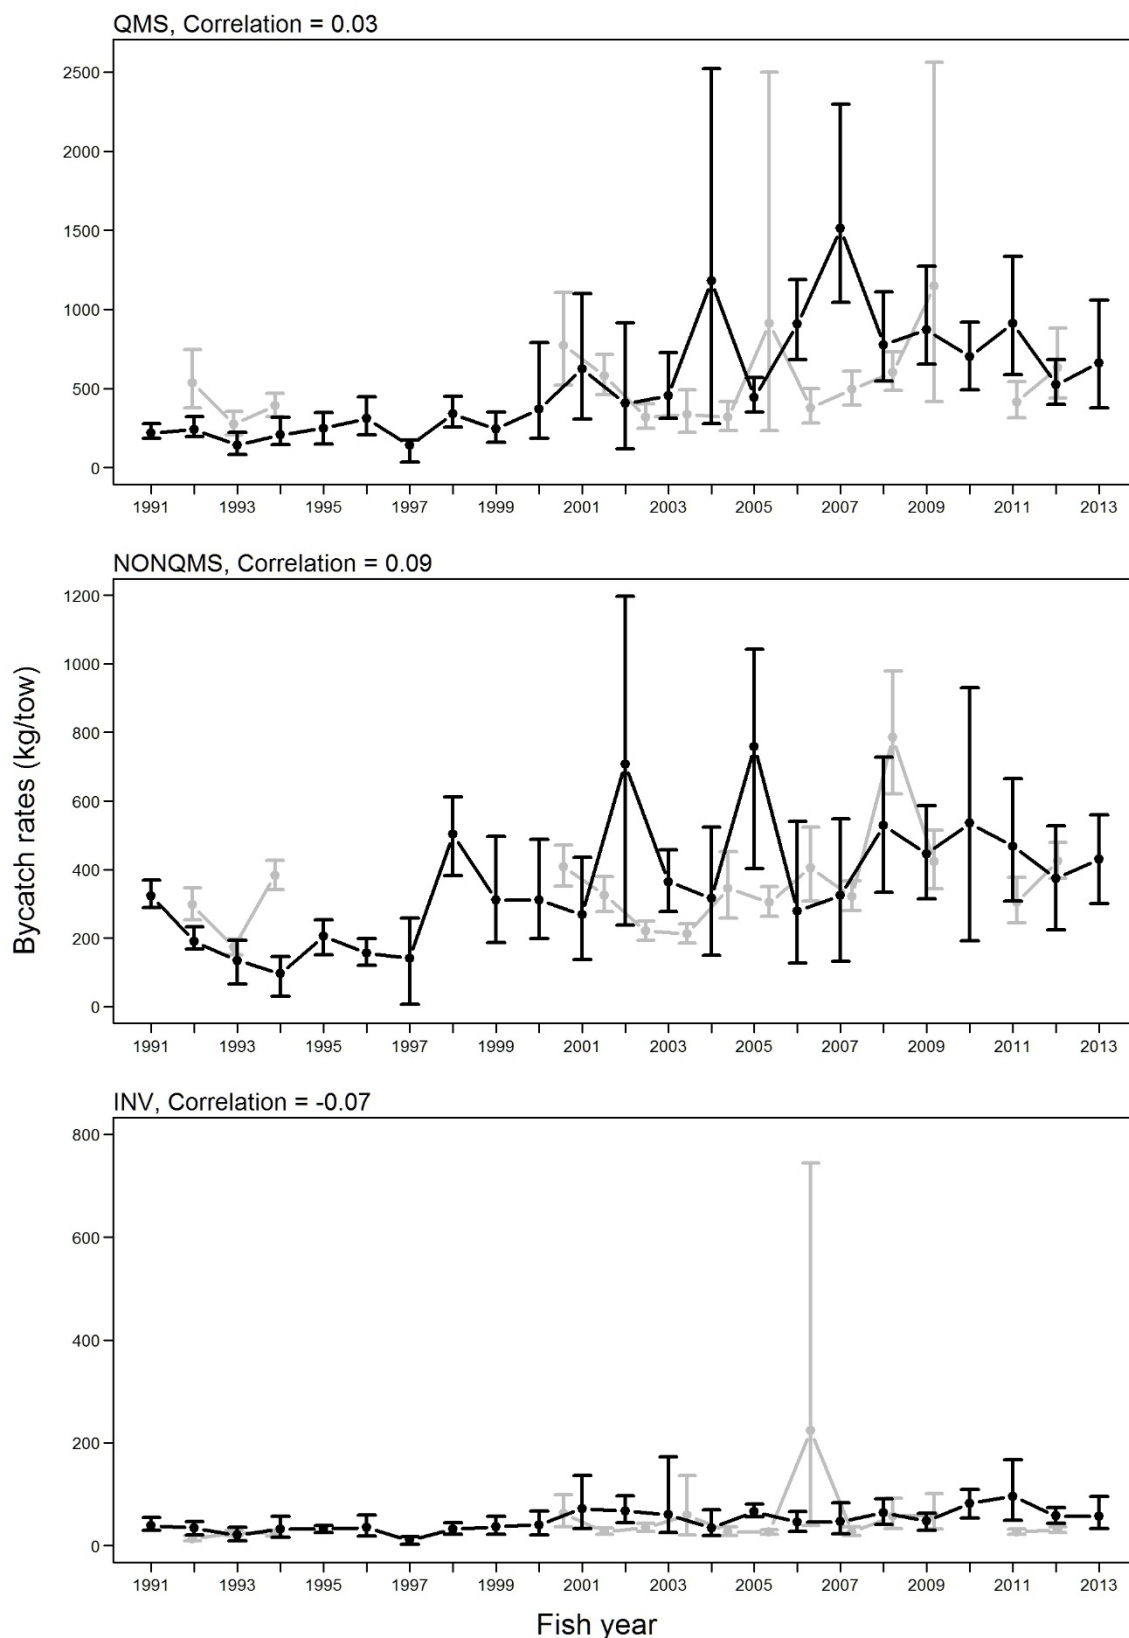 QMS, Correlation = 0.03
2500
2000
1500
1000
500
0
1991 1993 1995 1997 1999 2001 2003 2005 2007 2009 2011 2013
NONQMS, Correlation = 0.09
1200
1000
800
600
400
200
0
1991 1993 1995 1997 1999 2001 2003 2005 2007 2009 2011 2013
Bycatch rates (kg/tow)
INV, Correlation = -0.07
800
600
400
200
0
1991 1993 1995 1997 1999 2001 2003 2005 2007 2009 2011 2013
Fish year